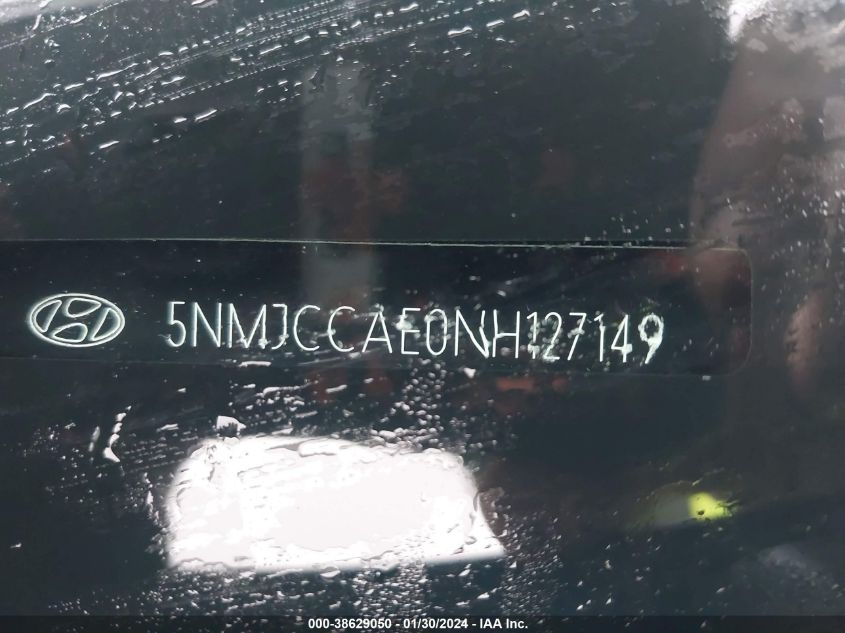 5NMJCCAE0NH127149
000-38629050 - 01/30/2024 - IAA Inc.